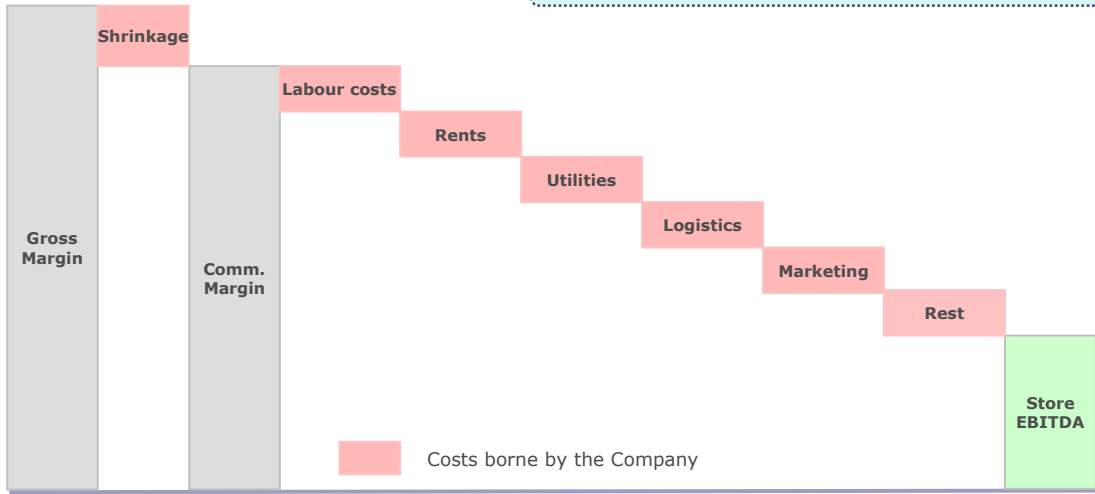 Shrinkage
Labour costs
Rents
Utilities
Logistics
Gross
Margin
Comm.
Margin
Marketing
Rest
Store
EBITDA
Costs borne by the Company